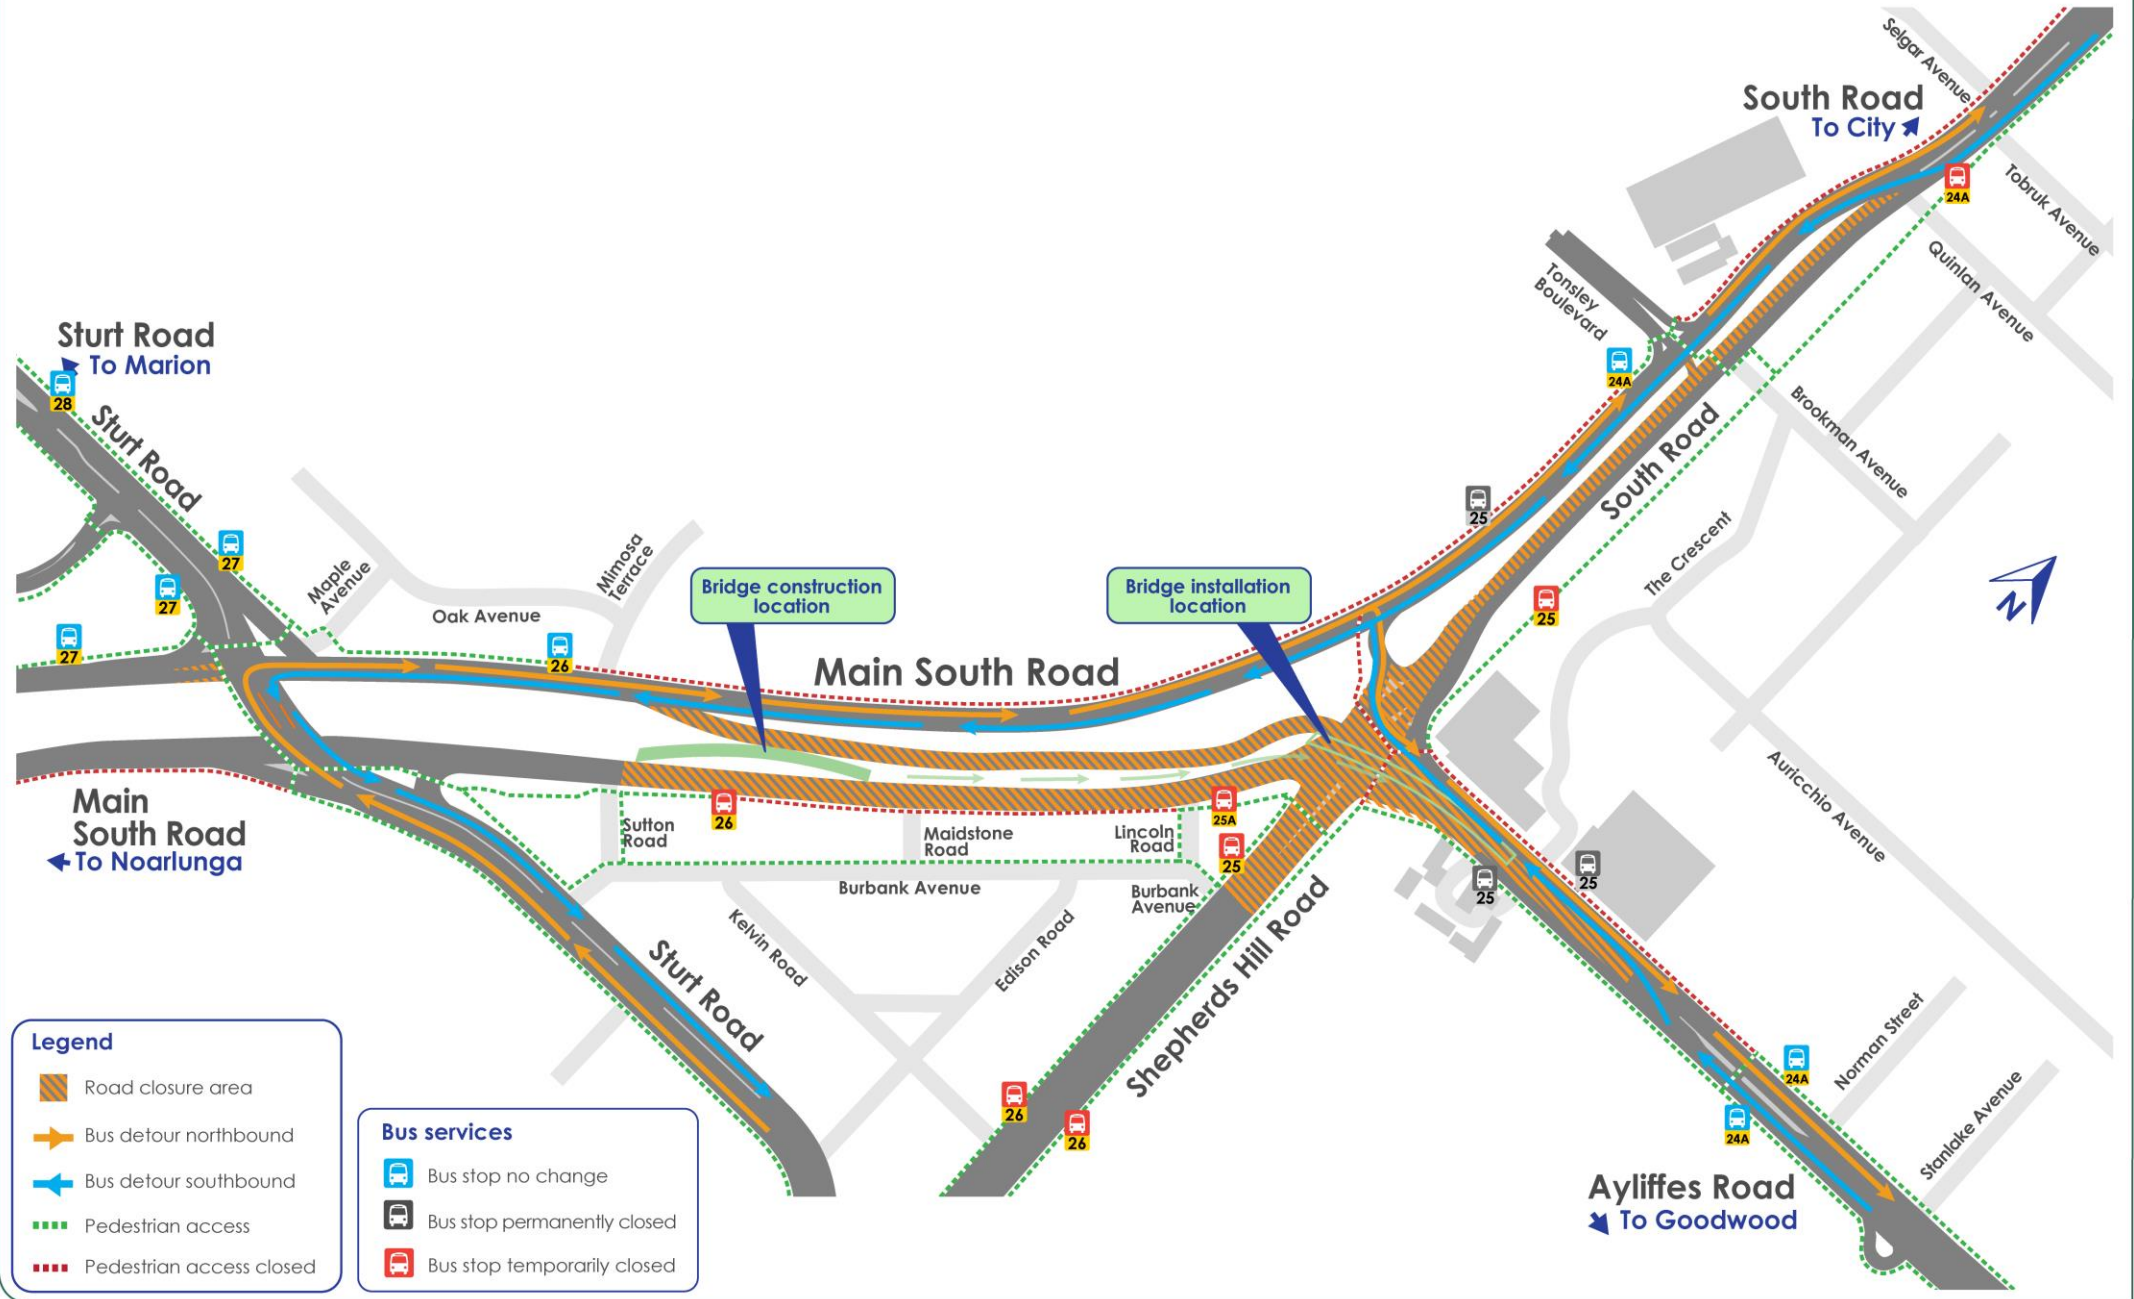 Selgar Avenue
South Road
To City
24A
Tobruk Avenue
Quinlan Avenue
Tonsley
Boulevard
24A
Sturt Road
To Marion
28
Sturt Road
South Road
Brookman Avenue
25
The Crescent
27
Maple
Avenue
Mimosa
Terrace
27
Oak Avenue
Bridge construction
location
Bridge installation
location
25
N
27
26
Main South Road
Auricchio Avenue
Main
South Road
To Noarlunga
Sutton
Road
26
Maidstone
Road
Lincoln
Road
25A
25
Burbank Avenue
Burbank
Avenue
25
25
Kelvin Road
Edison Road
Shepherds Hill Road
Sturt Road
Norman Street
Stanlake Avenue
24A
24A
26
26
Ayliffes Road
To Goodwood
Legend
Road closure area
Bus detour northbound
Bus detour southbound
Pedestrian access
Pedestrian access closed
Bus services
Bus stop no change
Bus stop permanently closed
Bus stop temporarily closed